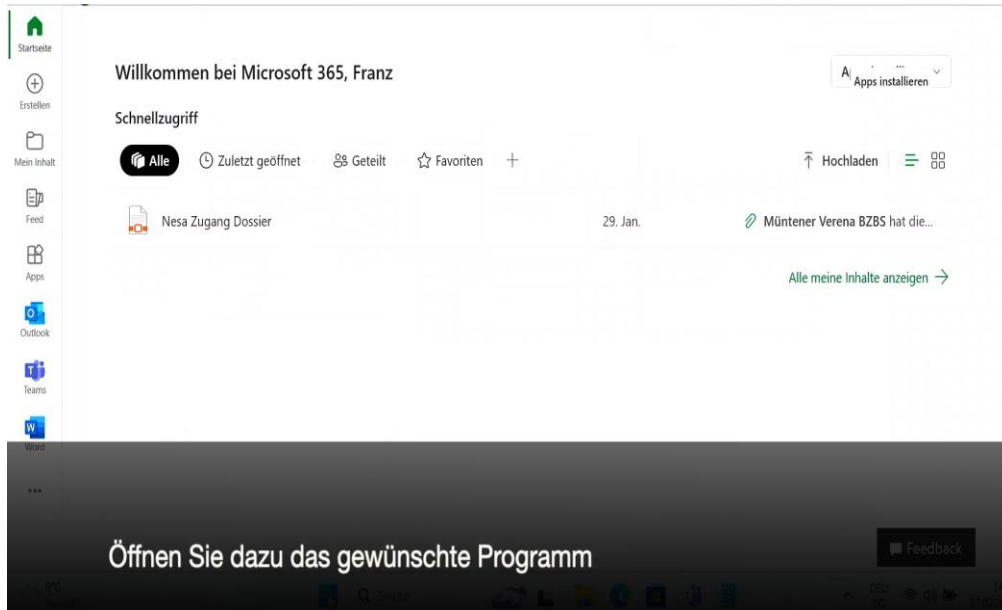 Startseite
Erstellen
Mein Inhalt
Feed
Apps
Outlook
Teams
Word
Willkommen bei Microsoft 365, Franz
Apps installieren
Schnellzugriff
Alle Zuletzt geöffnet Geteilt Favoriten Hochladen
Nesa Zugang Dossier 29. Jan. Müntener Verena BZBS hat die...
Alle meine Inhalte anzeigen
Öffnen Sie dazu das gewünschte Programm
Feedback
9°C
DEU